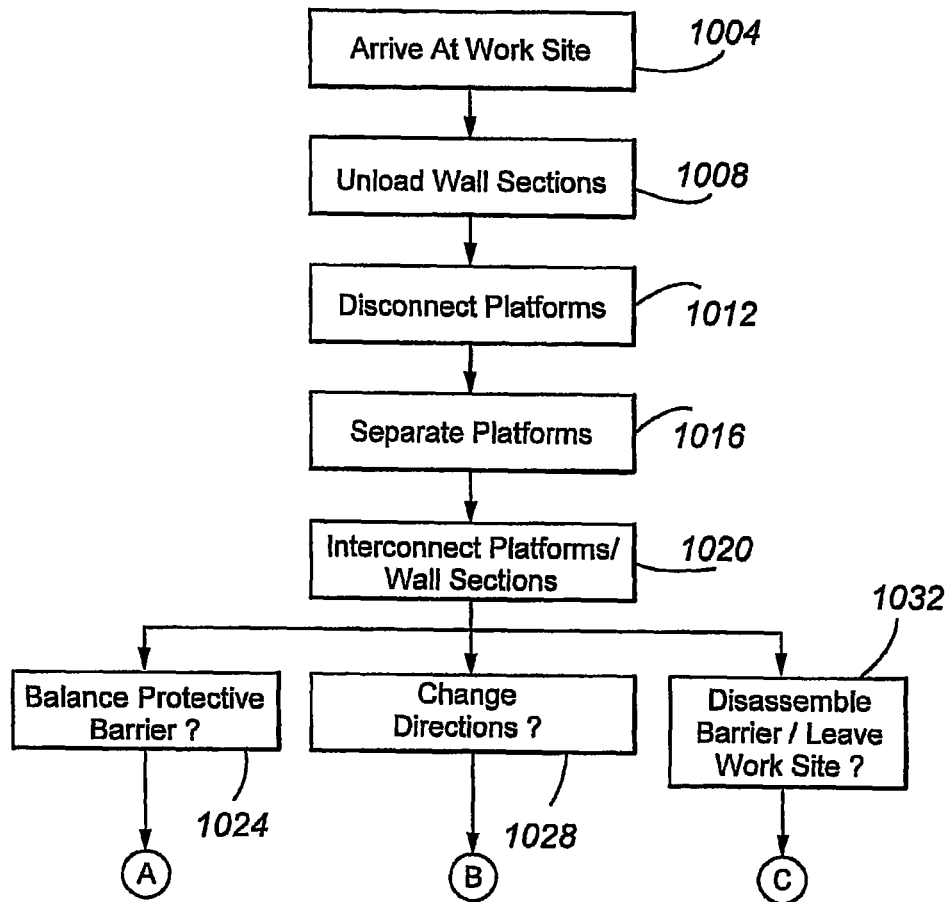 Arrive At Work Site
1004
Unload Wall Sections
1008
Disconnect Platforms
1012
Separate Platforms
1016
Interconnect Platforms/
Wall Sections
1020
1032
Balance Protective
Barrier ?
Change
Directions ?
Disassemble
Barrier / Leave
Work Site ?
1024
1028
A
B
C